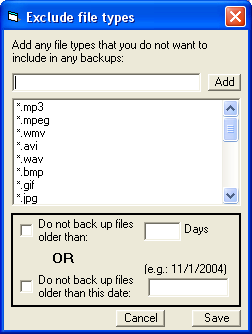 Exclude file types
Add any file types that you do not want to
include in any backups:
Add
*.mp3
*.mpeg
*.wmv
*.avi
*.wav
*.bmp
*.gif
*.jpg
Do not back up files
older than:
Days
OR
(e.g.: 11/1/2004)
Do not back up files
older than this date:
Cancel
Save